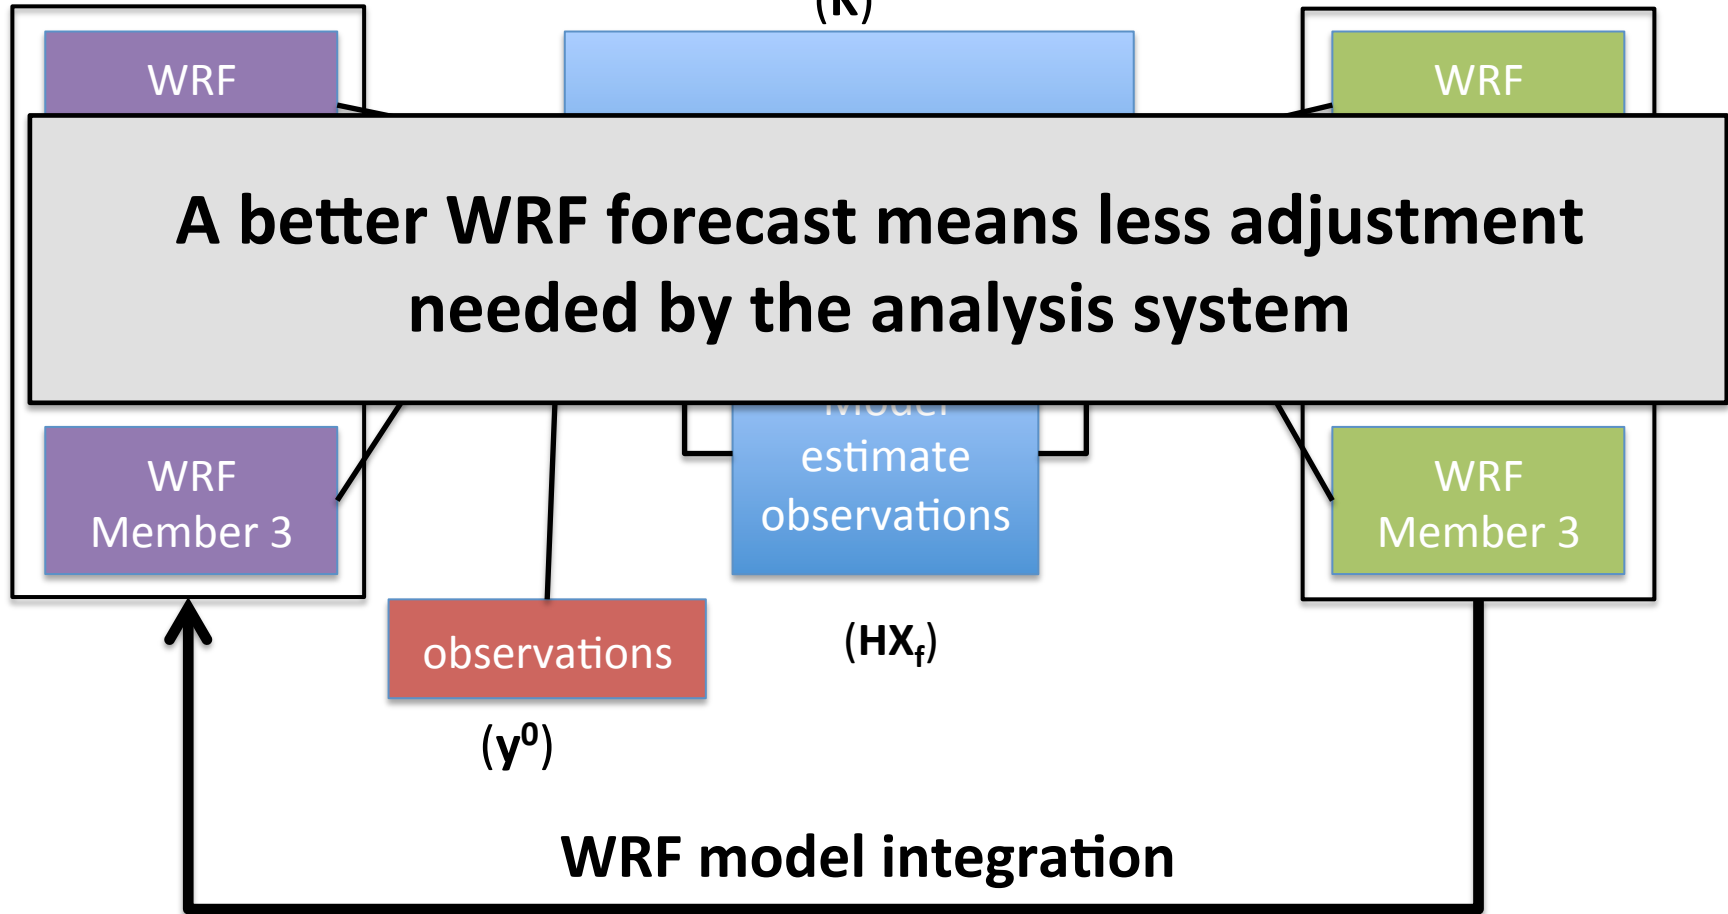 (K)
WRF
WRF
A better WRF forecast means less adjustment
needed by the analysis system
Model
estimate
observations
WRF
Member 3
WRF
Member 3
observations
(HXf)
(y⁰)
WRF model integration